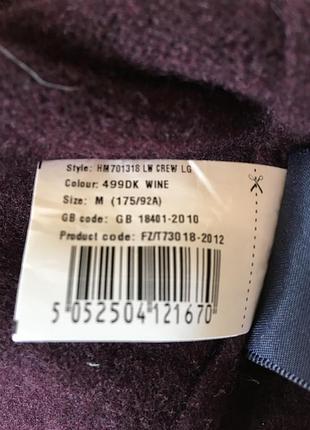 Style: HM701318 LW CREW LG
Colour: 499DK WINE
Size: M (175/92A)
GB code: GB 18401-2010
Product code: FZ/T73018-2012
5 052504 121670